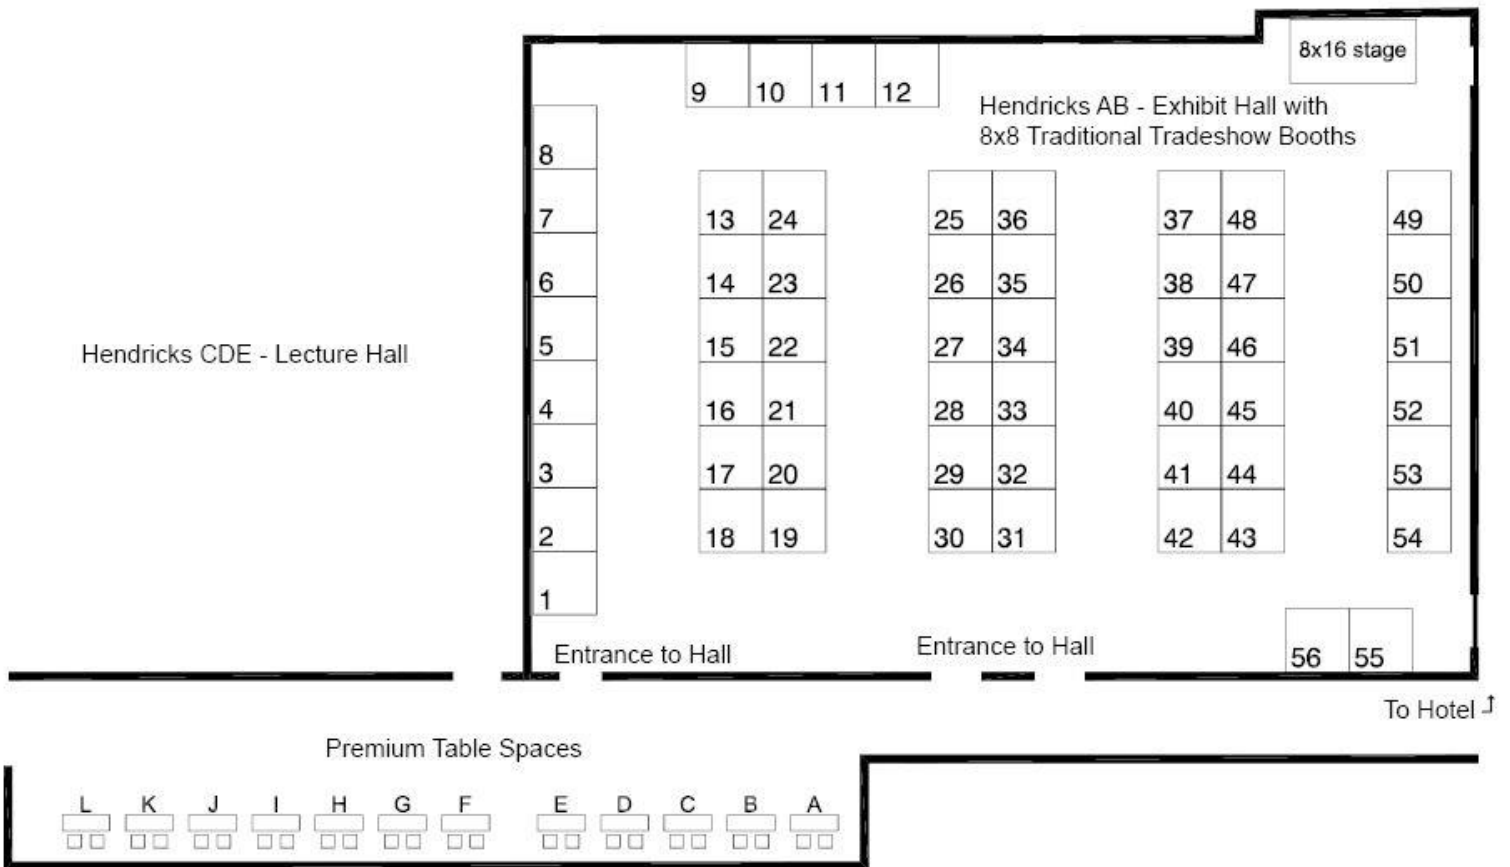 8x16 stage
9 10 11 12
Hendricks AB - Exhibit Hall with
8x8 Traditional Tradeshow Booths
8
7 13 24 25 36 37 48 49
6 14 23 26 35 38 47 50
Hendricks CDE - Lecture Hall
5 15 22 27 34 39 46 51
4 16 21 28 33 40 45 52
3 17 20 29 32 41 44 53
2 18 19 30 31 42 43 54
1
Entrance to Hall
Entrance to Hall
56 55
To Hotel
Premium Table Spaces
L K J I H G F E D C B A